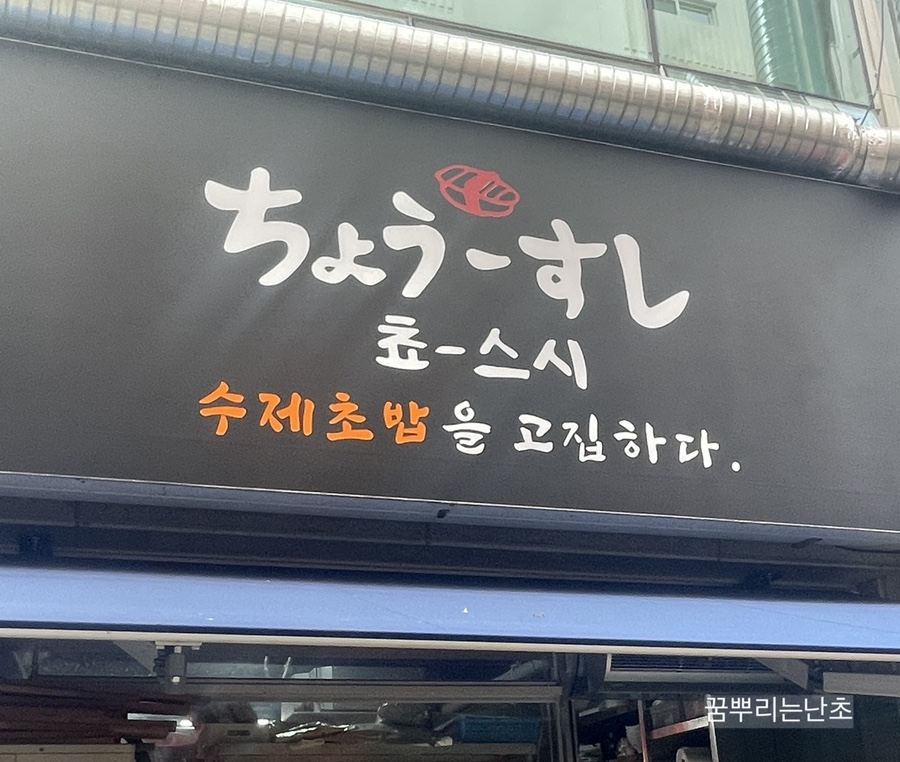 ちょうーすし
쵸-스시
수제초밥을 고집하다.
꿈뿌리는난초